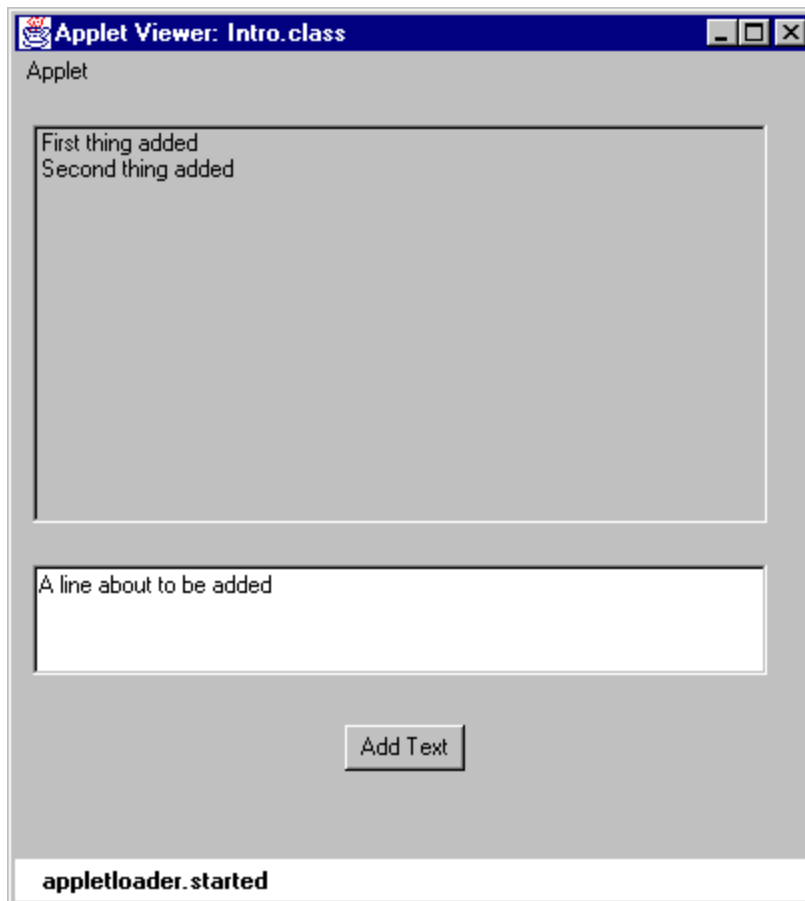 Applet Viewer: Intro.class
Applet
First thing added
Second thing added
A line about to be added
Add Text
appletloader.started